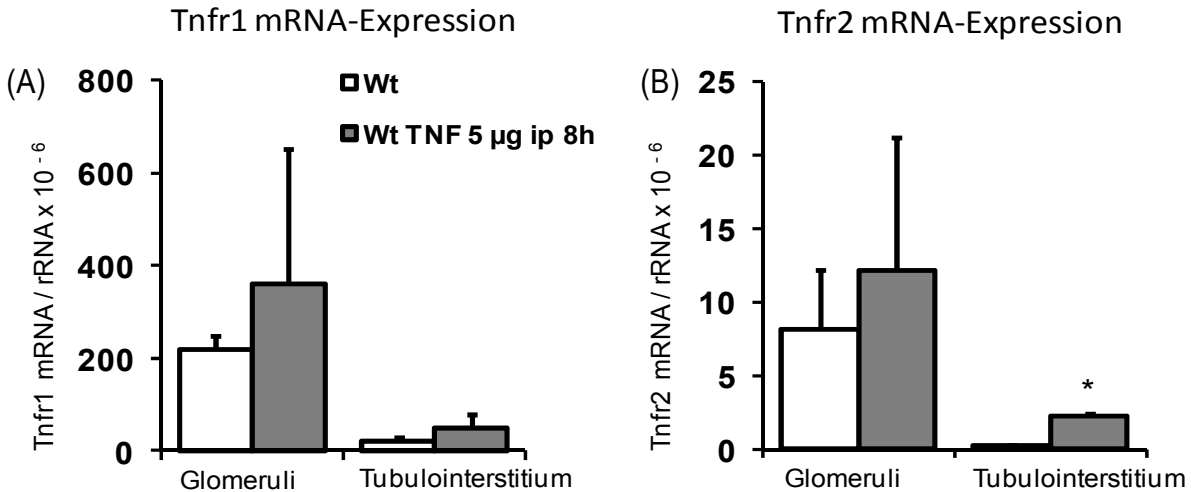 Tnfr1 mRNA-Expression
(A)
Tnfr1 mRNA / rRNA x 10 - 6
800
600
400
200
0
Wt
Wt TNF 5 µg ip 8h
Glomeruli
Tubulointerstitium
Tnfr2 mRNA-Expression
(B)
Tnfr2 mRNA / rRNA x 10 - 6
25
20
15
10
5
0
*
Glomeruli
Tubulointerstitium